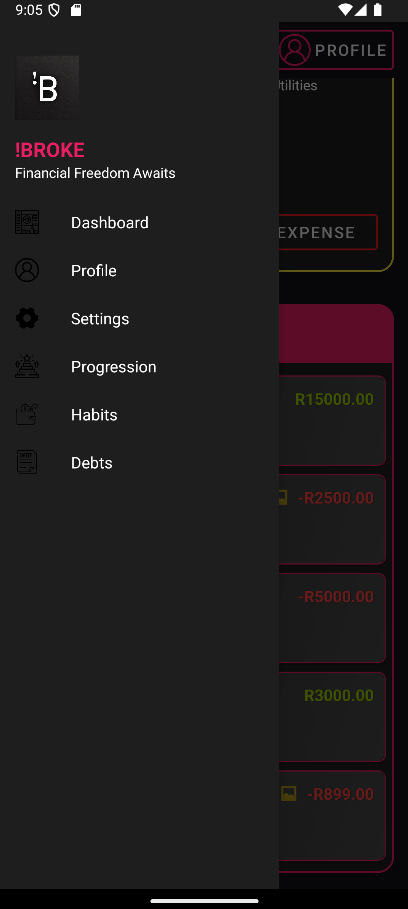 9:05
!B
PROFILE
!BROKE
Financial Freedom Awaits
Dashboard
Profile
Settings
Progression
Habits
Debts
EXPENSE
R15000.00
-R2500.00
-R5000.00
R3000.00
-R899.00